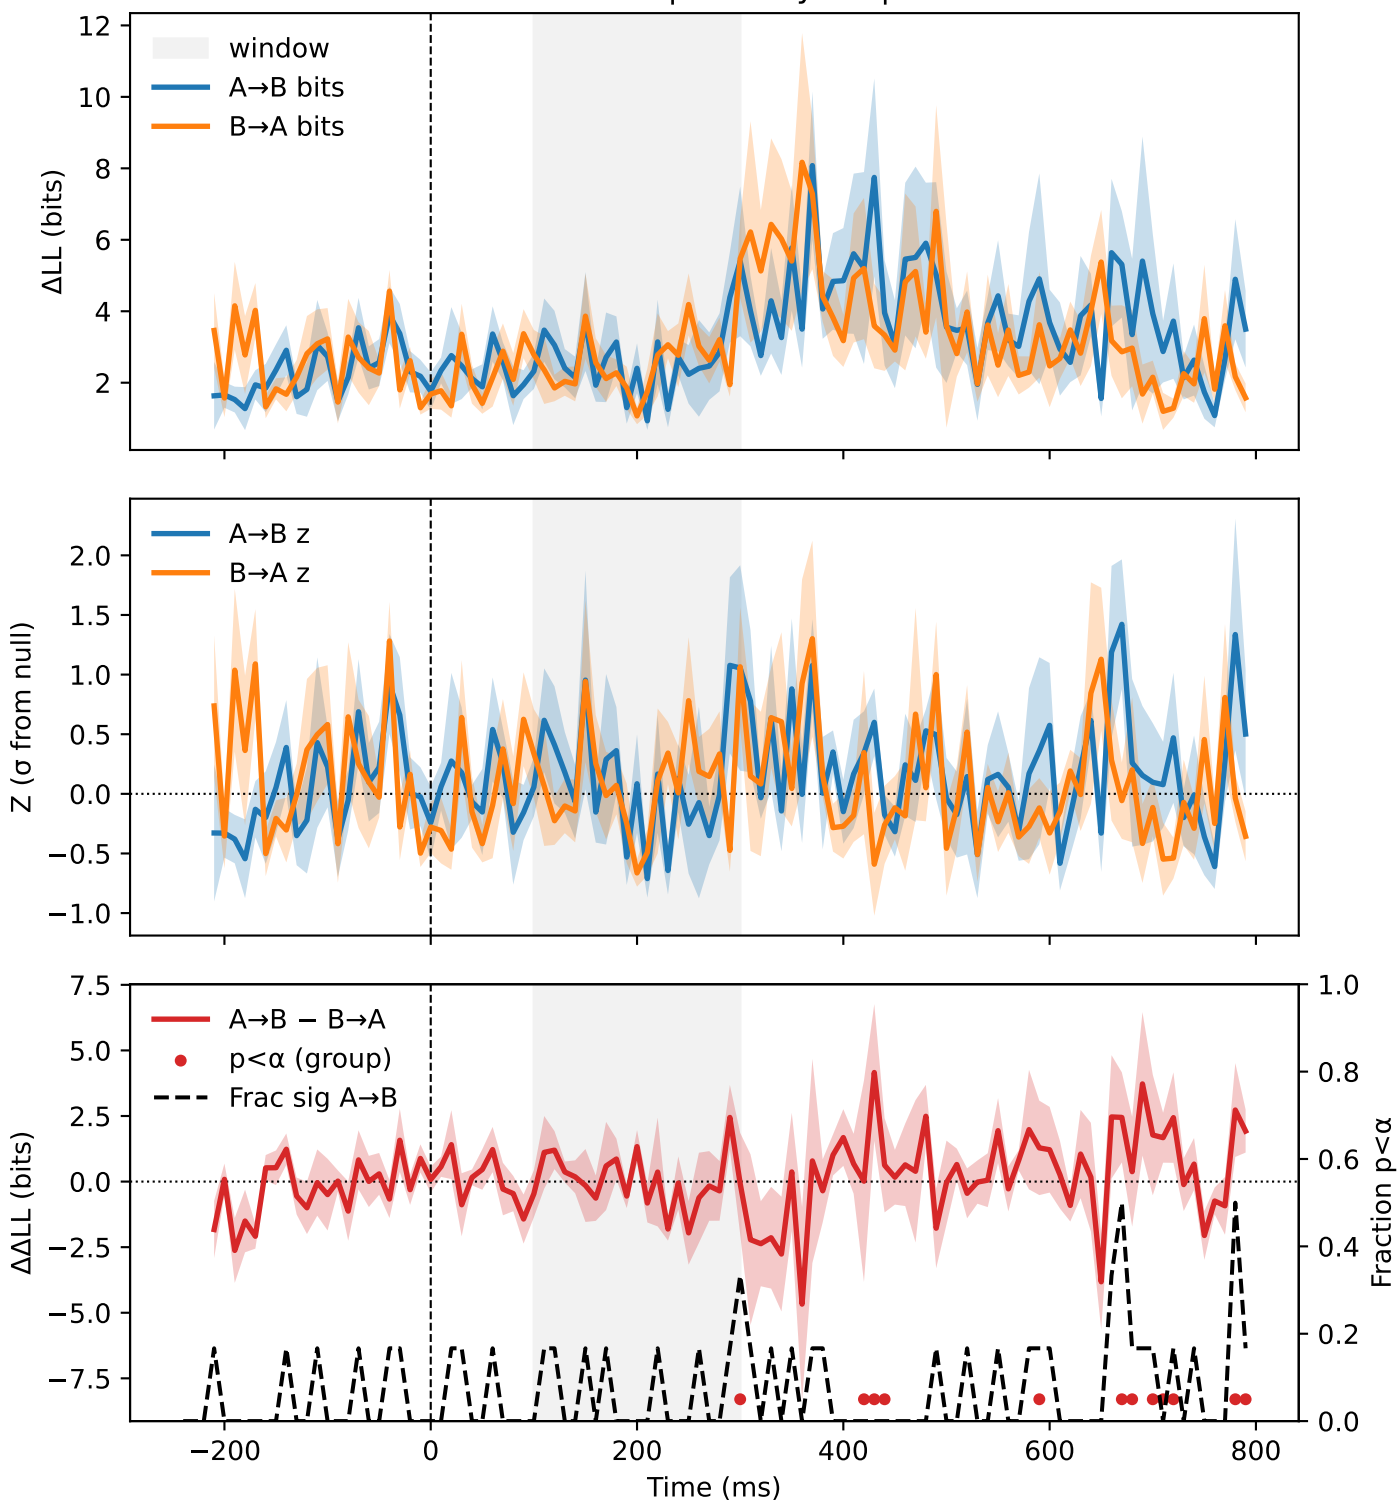 12
10
8
6
4
2
ΔLL (bits)
window
A→B bits
B→A bits
2.0
1.5
1.0
0.5
0.0
−0.5
−1.0
Z (σ from null)
A→B z
B→A z
7.5
5.0
2.5
0.0
−2.5
−5.0
−7.5
ΔΔLL (bits)
A→B − B→A
p<α (group)
Frac sig A→B
1.0
0.8
0.6
0.4
0.2
0.0
Fraction p<α
−200 0 200 400 600 800
Time (ms)